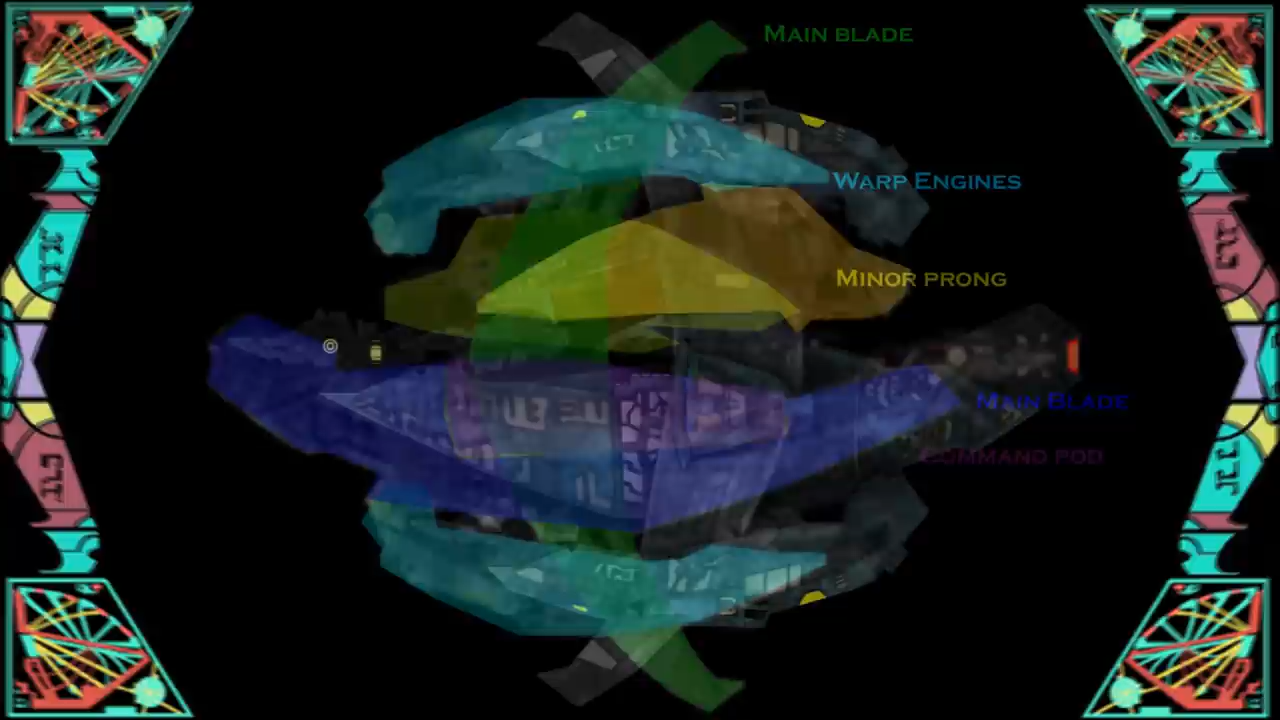 Main blade
Warp Engines
Minor prong
Main Blade
Command pod